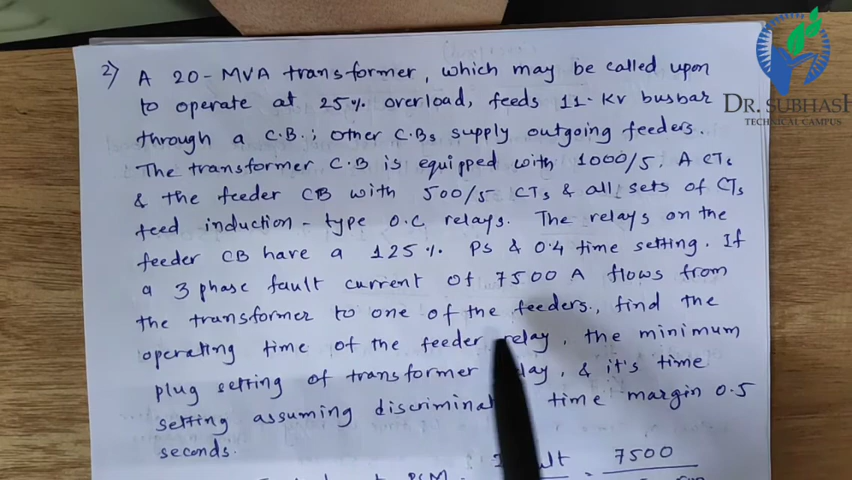 DR. SUBHASH
TECHNICAL CAMPUS
2) A 20-MVA transformer, which may be called upon
to operate at 25% overload, feeds 11-KV busbar
through a C.B.; other C.Bs supply outgoing feeders.
The transformer C.B is equipped with 1000/5. A CTs
& the feeder CB with 500/5 CTs & all sets of CTs
feed induction-type O.C relays. The relays on the
feeder CB have a 125% PS & 0.4 time setting. If
a 3 phase fault current of 7500 A flows from
the transformer to one of the feeders., find the
operating time of the feeder relay, the minimum
plug setting of transformer & it's time
setting assuming time margin 0.5
seconds.
7500